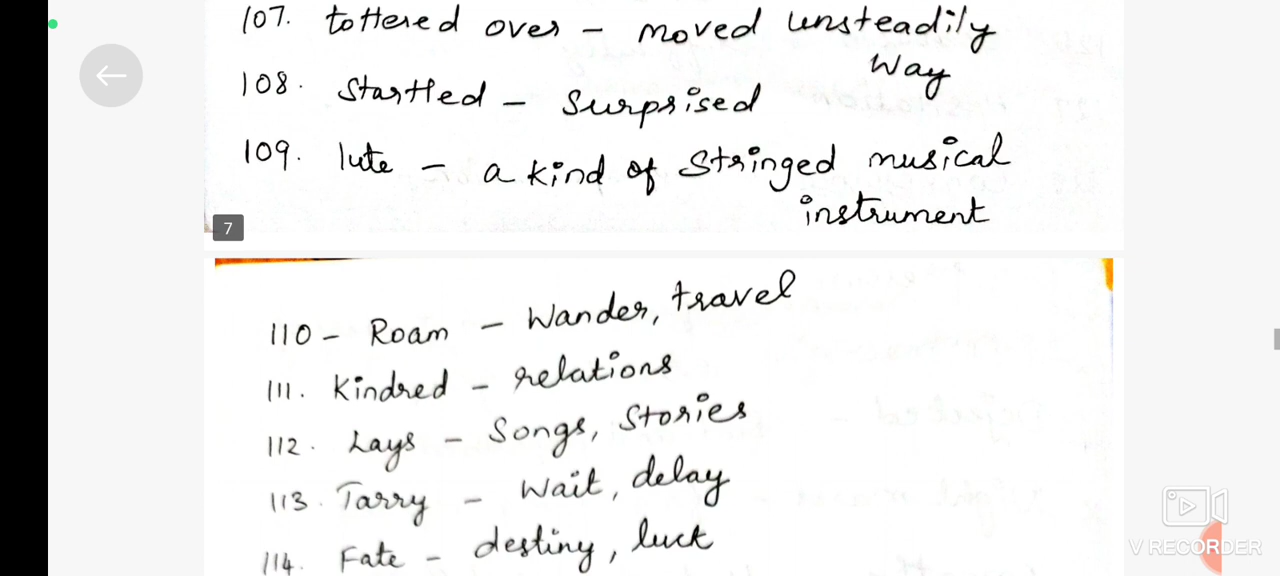 107. tottered over – moved unsteadily
way
108. Startled – Surprised
109. lute – a kind of Stringed musical
instrument
7
110 – Roam – Wander, travel
111. Kindred – relations
112. Lays – Songs, Stories
113. Tarry – Wait, delay
114. Fate – destiny, luck
V RECORDER